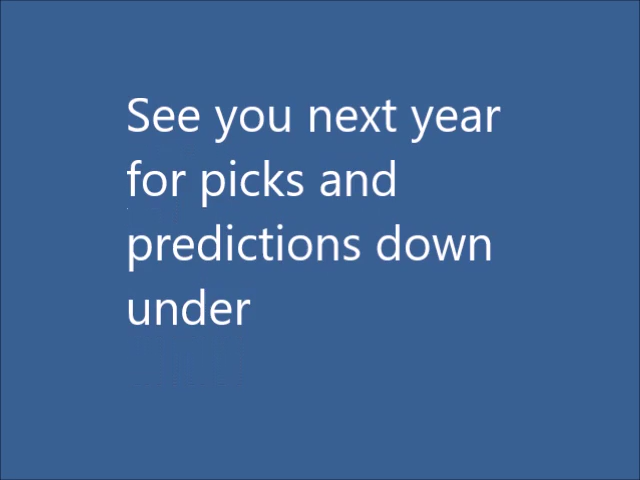 See you next year
for picks and
predictions down
under